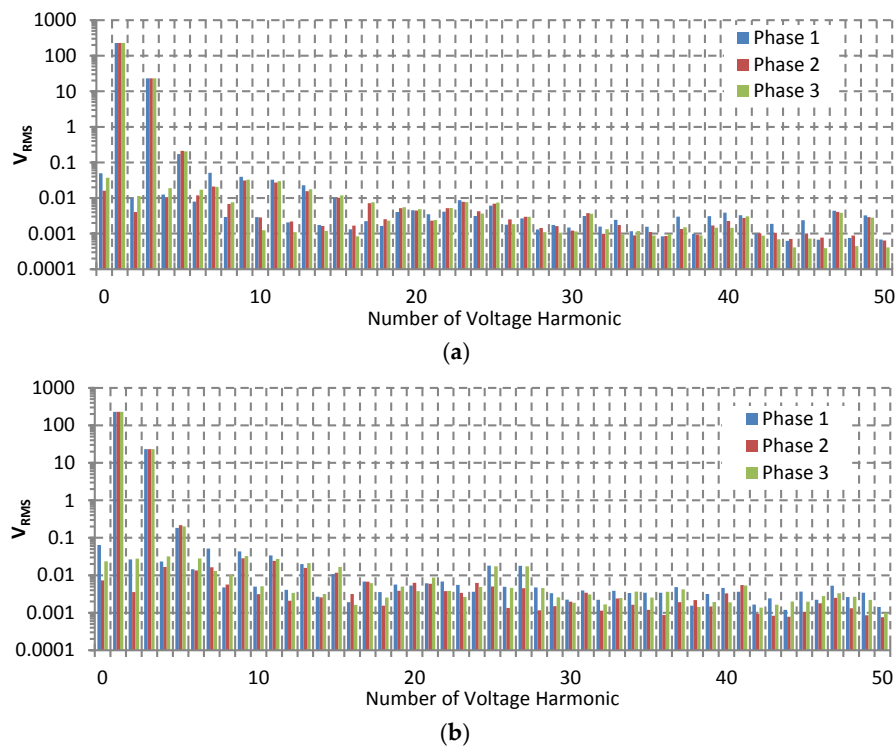 1000
100
10
1
0.1
0.01
0.001
0.0001
V_RMS
Phase 1
Phase 2
Phase 3
0 10 20 30 40 50
Number of Voltage Harmonic
(a)
1000
100
10
1
0.1
0.01
0.001
0.0001
V_RMS
Phase 1
Phase 2
Phase 3
0 10 20 30 40 50
Number of Voltage Harmonic
(b)